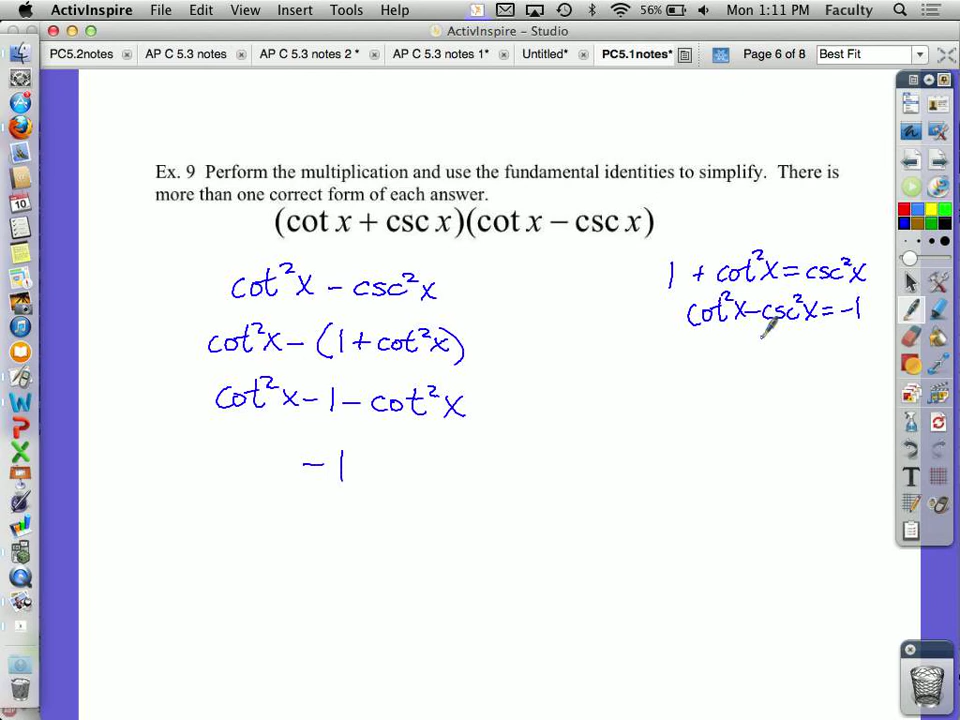 ActivInspire File Edit View Insert Tools Help 56% Mon 1:11 PM Faculty
ActivInspire - Studio
PC5.2notes AP C 5.3 notes AP C 5.3 notes 2 * AP C 5.3 notes 1* Untitled* PC5.1notes* Page 6 of 8 Best Fit
Ex. 9 Perform the multiplication and use the fundamental identities to simplify. There is
more than one correct form of each answer.
(cot x + csc x)(cot x − csc x)
cot²x − csc²x
cot²x − (1 + cot²x)
cot²x − 1 − cot²x
− 1
1 + cot²x = csc²x
cot²x − csc²x = −1